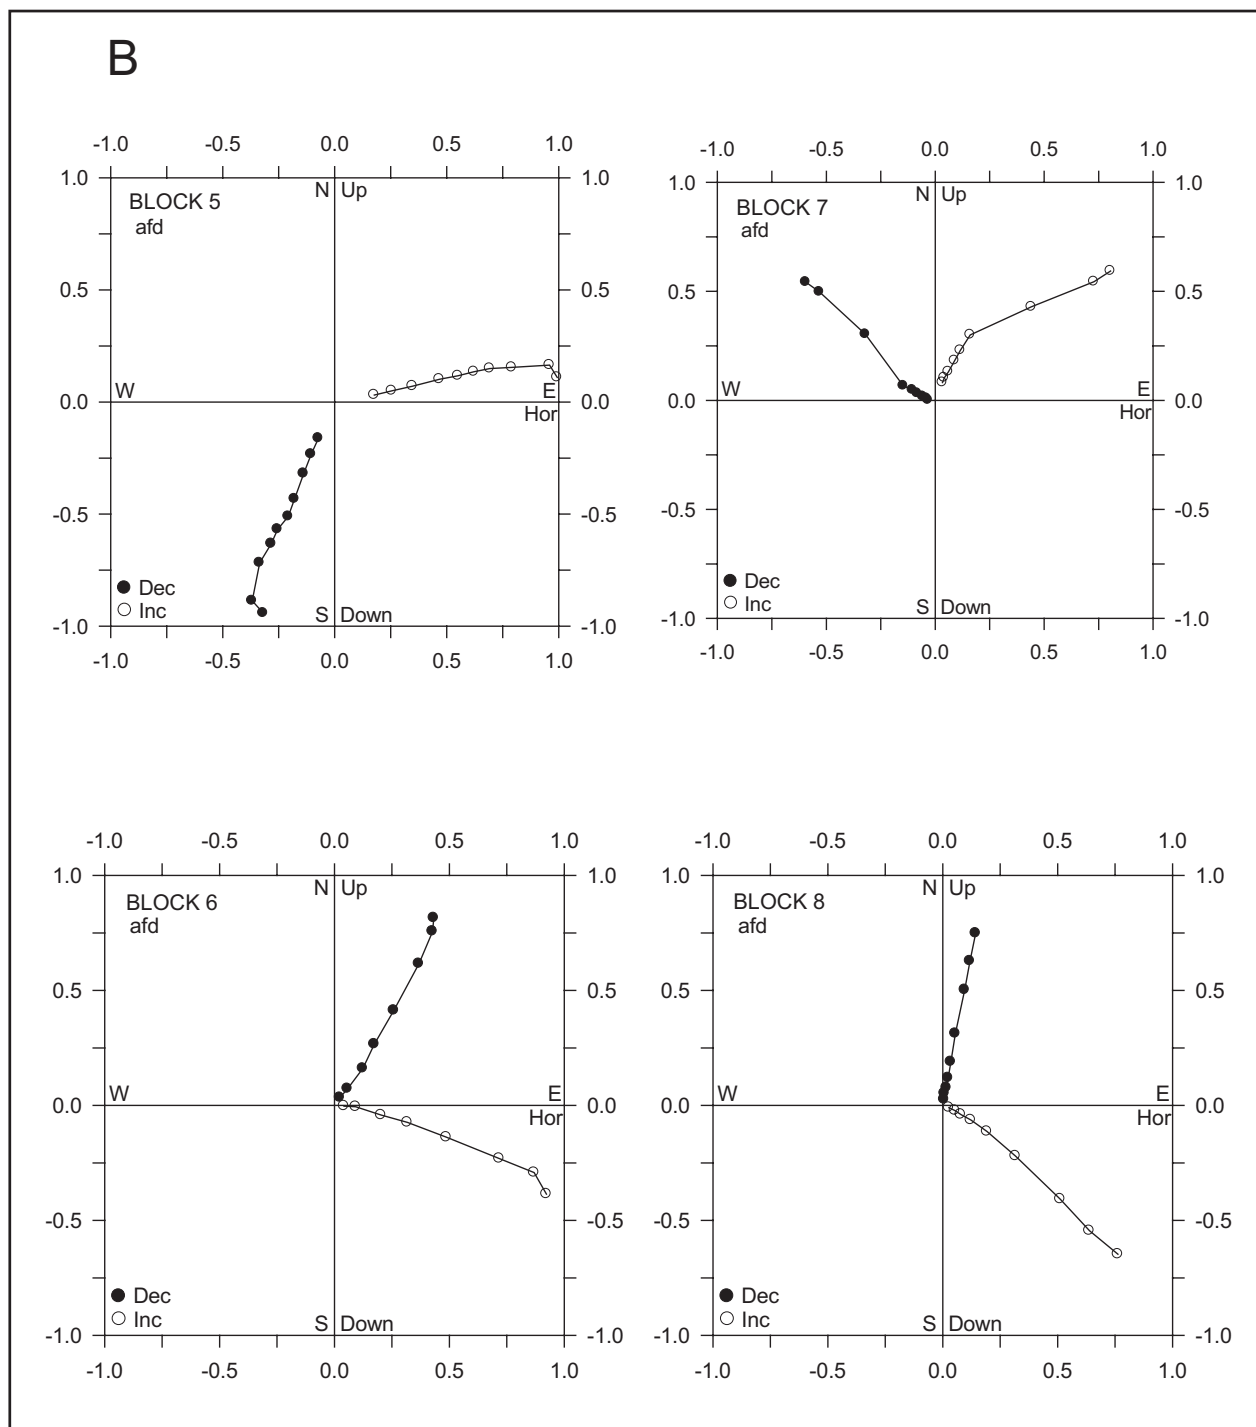 B
-1.0 -0.5 0.0 0.5 1.0
1.0 BLOCK 5 N Up 1.0
afd
0.5 0.5
W E
0.0 Hor 0.0
-0.5 -0.5
Dec
Inc S Down
-1.0 -1.0
-1.0 -0.5 0.0 0.5 1.0
-1.0 -0.5 0.0 0.5 1.0
1.0 BLOCK 7 N Up 1.0
afd
0.5 0.5
W E
0.0 Hor 0.0
-0.5 -0.5
Dec
Inc S Down
-1.0 -1.0
-1.0 -0.5 0.0 0.5 1.0
-1.0 -0.5 0.0 0.5 1.0
1.0 BLOCK 6 N Up 1.0
afd
0.5 0.5
W E
0.0 Hor 0.0
-0.5 -0.5
Dec
Inc S Down
-1.0 -1.0
-1.0 -0.5 0.0 0.5 1.0
-1.0 -0.5 0.0 0.5 1.0
1.0 BLOCK 8 N Up 1.0
afd
0.5 0.5
W E
0.0 Hor 0.0
-0.5 -0.5
Dec
Inc S Down
-1.0 -1.0
-1.0 -0.5 0.0 0.5 1.0